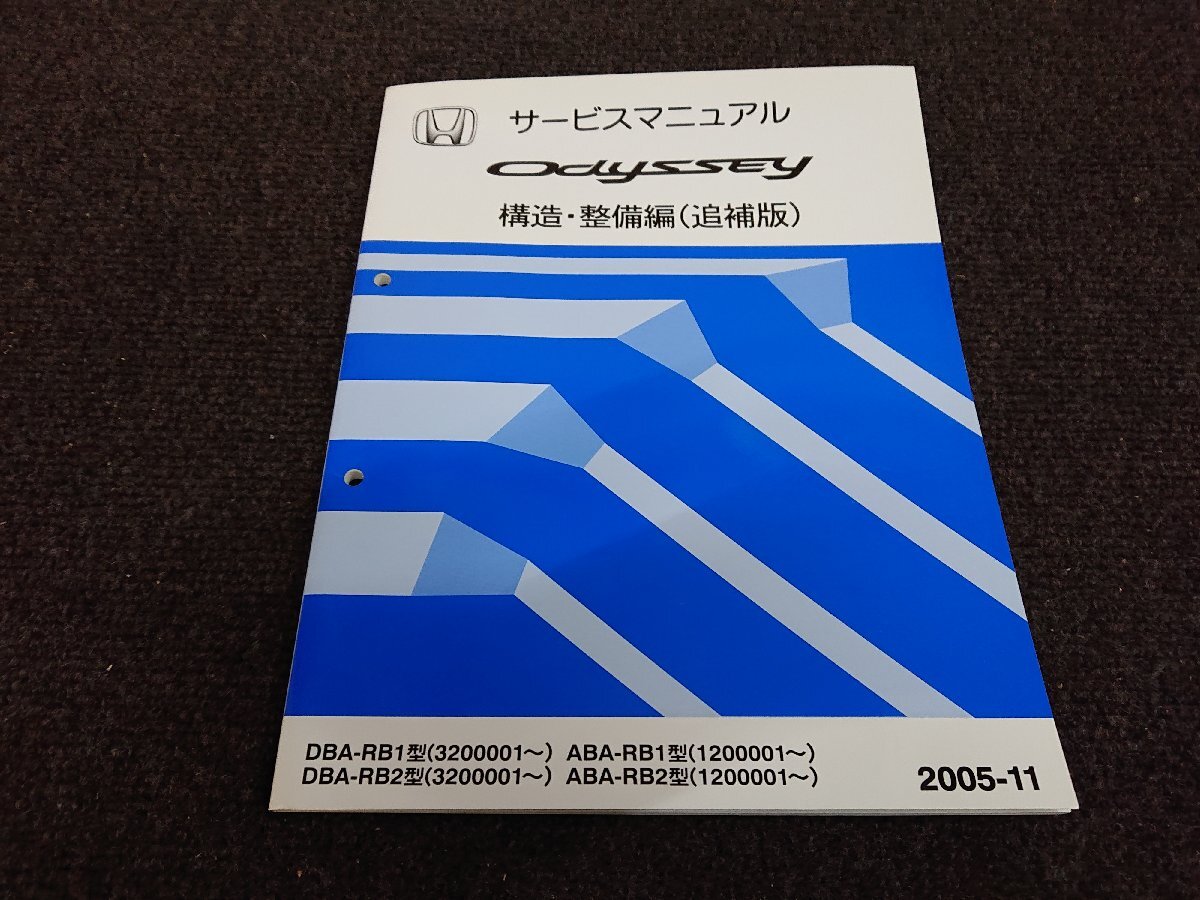 サービスマニュアル
Odyssey
構造・整備編(追補版)
DBA-RB1型(3200001～) ABA-RB1型(1200001～)
DBA-RB2型(3200001～) ABA-RB2型(1200001～)
2005-11